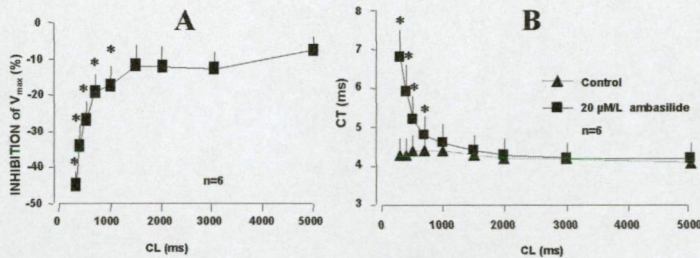 A
INHIBITION of Vmax (%)
0
-10
-20
-30
-40
-50
* * * * *
n=6
0
1000
2000
3000
4000
5000
CL (ms)
B
CT (ms)
8
7
6
5
4
3
* * * *
Control
20 µM/L ambasilide
n=6
0
1000
2000
3000
4000
5000
CL (ms)